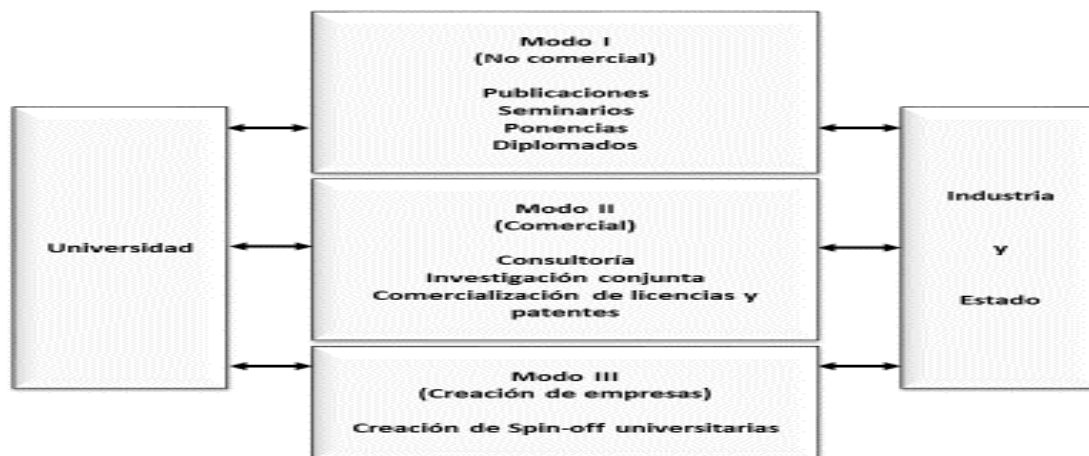 Modo I
(No comercial)
Publicaciones
Seminarios
Ponencias
Diplomados
Universidad
Modo II
(Comercial)
Consultoría
Investigación conjunta
Comercialización de licencias y
patentes
Modo III
(Creación de empresas)
Creación de Spin-off universitarias
Industria
y
Estado